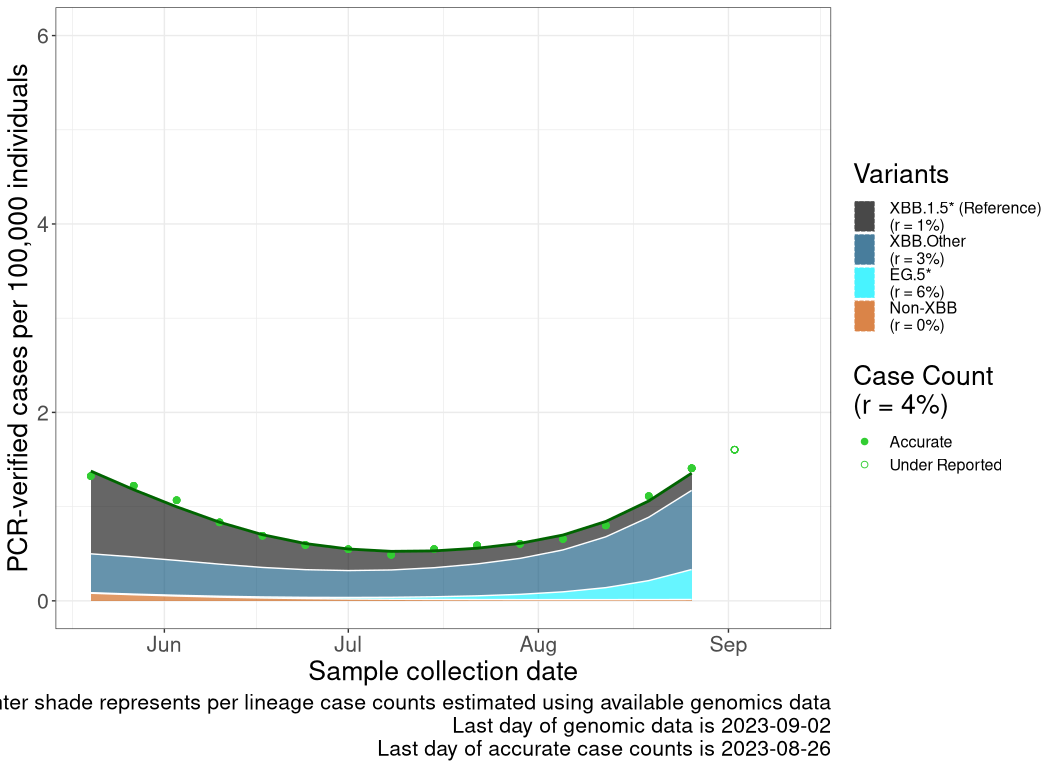 PCR-verified cases per 100,000 individuals
6
4
2
0
Jun
Jul
Aug
Sep
Sample collection date
shade represents per lineage case counts estimated using available genomics data
Last day of genomic data is 2023-09-02
Last day of accurate case counts is 2023-08-26
Variants
XBB.1.5* (Reference)
(r = 1%)
XBB.Other
(r = 3%)
EG.5*
(r = 6%)
Non-XBB
(r = 0%)
Case Count
(r = 4%)
Accurate
Under Reported